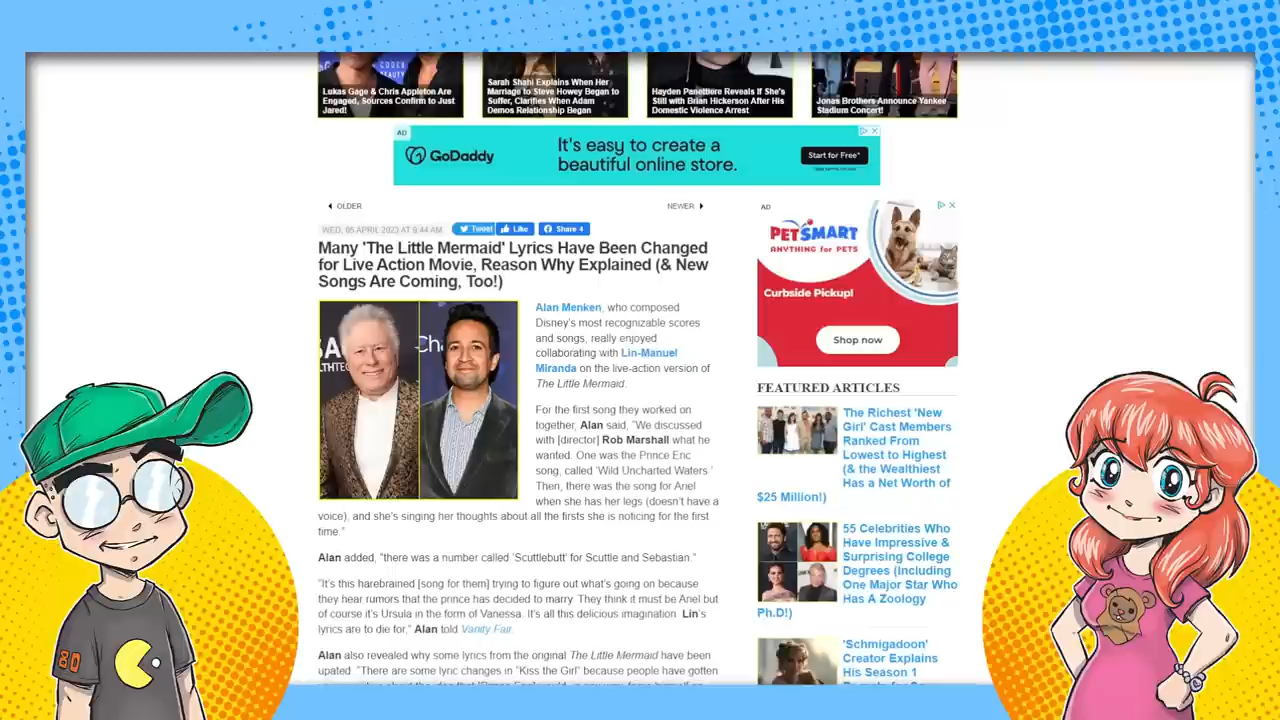 Lukas Gage & Chris Appleton Are
Engaged, Sources Confirm to Just
Jared!
Sarah Shahi Explains When Her
Marriage to Steve Howey Began to
Suffer, Clarifies When Adam
Demos Relationship Began
Hayden Panettiere Reveals If She's
Still with Brian Hickerson After His
Domestic Violence Arrest
Jonas Brothers Announce Yankee
Stadium Concert!
AD
GoDaddy
It's easy to create a
beautiful online store.
Start for Free*
OLDER
NEWER
WED, 05 APRIL 2023 AT 9:44 AM
Tweet
Like
Share 4
Many 'The Little Mermaid' Lyrics Have Been Changed
for Live Action Movie, Reason Why Explained (& New
Songs Are Coming, Too!)
Alan Menken, who composed
Disney's most recognizable scores
and songs, really enjoyed
collaborating with Lin-Manuel
Miranda on the live-action version of
The Little Mermaid.
For the first song they worked on
together, Alan said, "We discussed
with [director] Rob Marshall what he
wanted. One was the Prince Eric
song, called 'Wild Uncharted Waters.'
Then, there was the song for Ariel
when she has her legs (doesn't have a
voice), and she's singing her thoughts about all the firsts she is noticing for the first
time."
Alan added, "there was a number called 'Scuttlebutt' for Scuttle and Sebastian."
"It's this harebrained [song for them] trying to figure out what's going on because
they hear rumors that the prince has decided to marry. They think it must be Ariel but
of course it's Ursula in the form of Vanessa. It's all this delicious imagination. Lin's
lyrics are to die for," Alan told Vanity Fair.
Alan also revealed why some lyrics from the original The Little Mermaid have been
upated. "There are some lyric changes in "Kiss the Girl" because people have gotten
AD
PETSMART
ANYTHING for PETS
Curbside Pickup!
Shop now
FEATURED ARTICLES
The Richest 'New
Girl' Cast Members
Ranked From
Lowest to Highest
(& the Wealthiest
Has a Net Worth of
$25 Million!)
55 Celebrities Who
Have Impressive &
Surprising College
Degrees (Including
One Major Star Who
Has A Zoology
Ph.D!)
'Schmigadoon'
Creator Explains
His Season 1
80